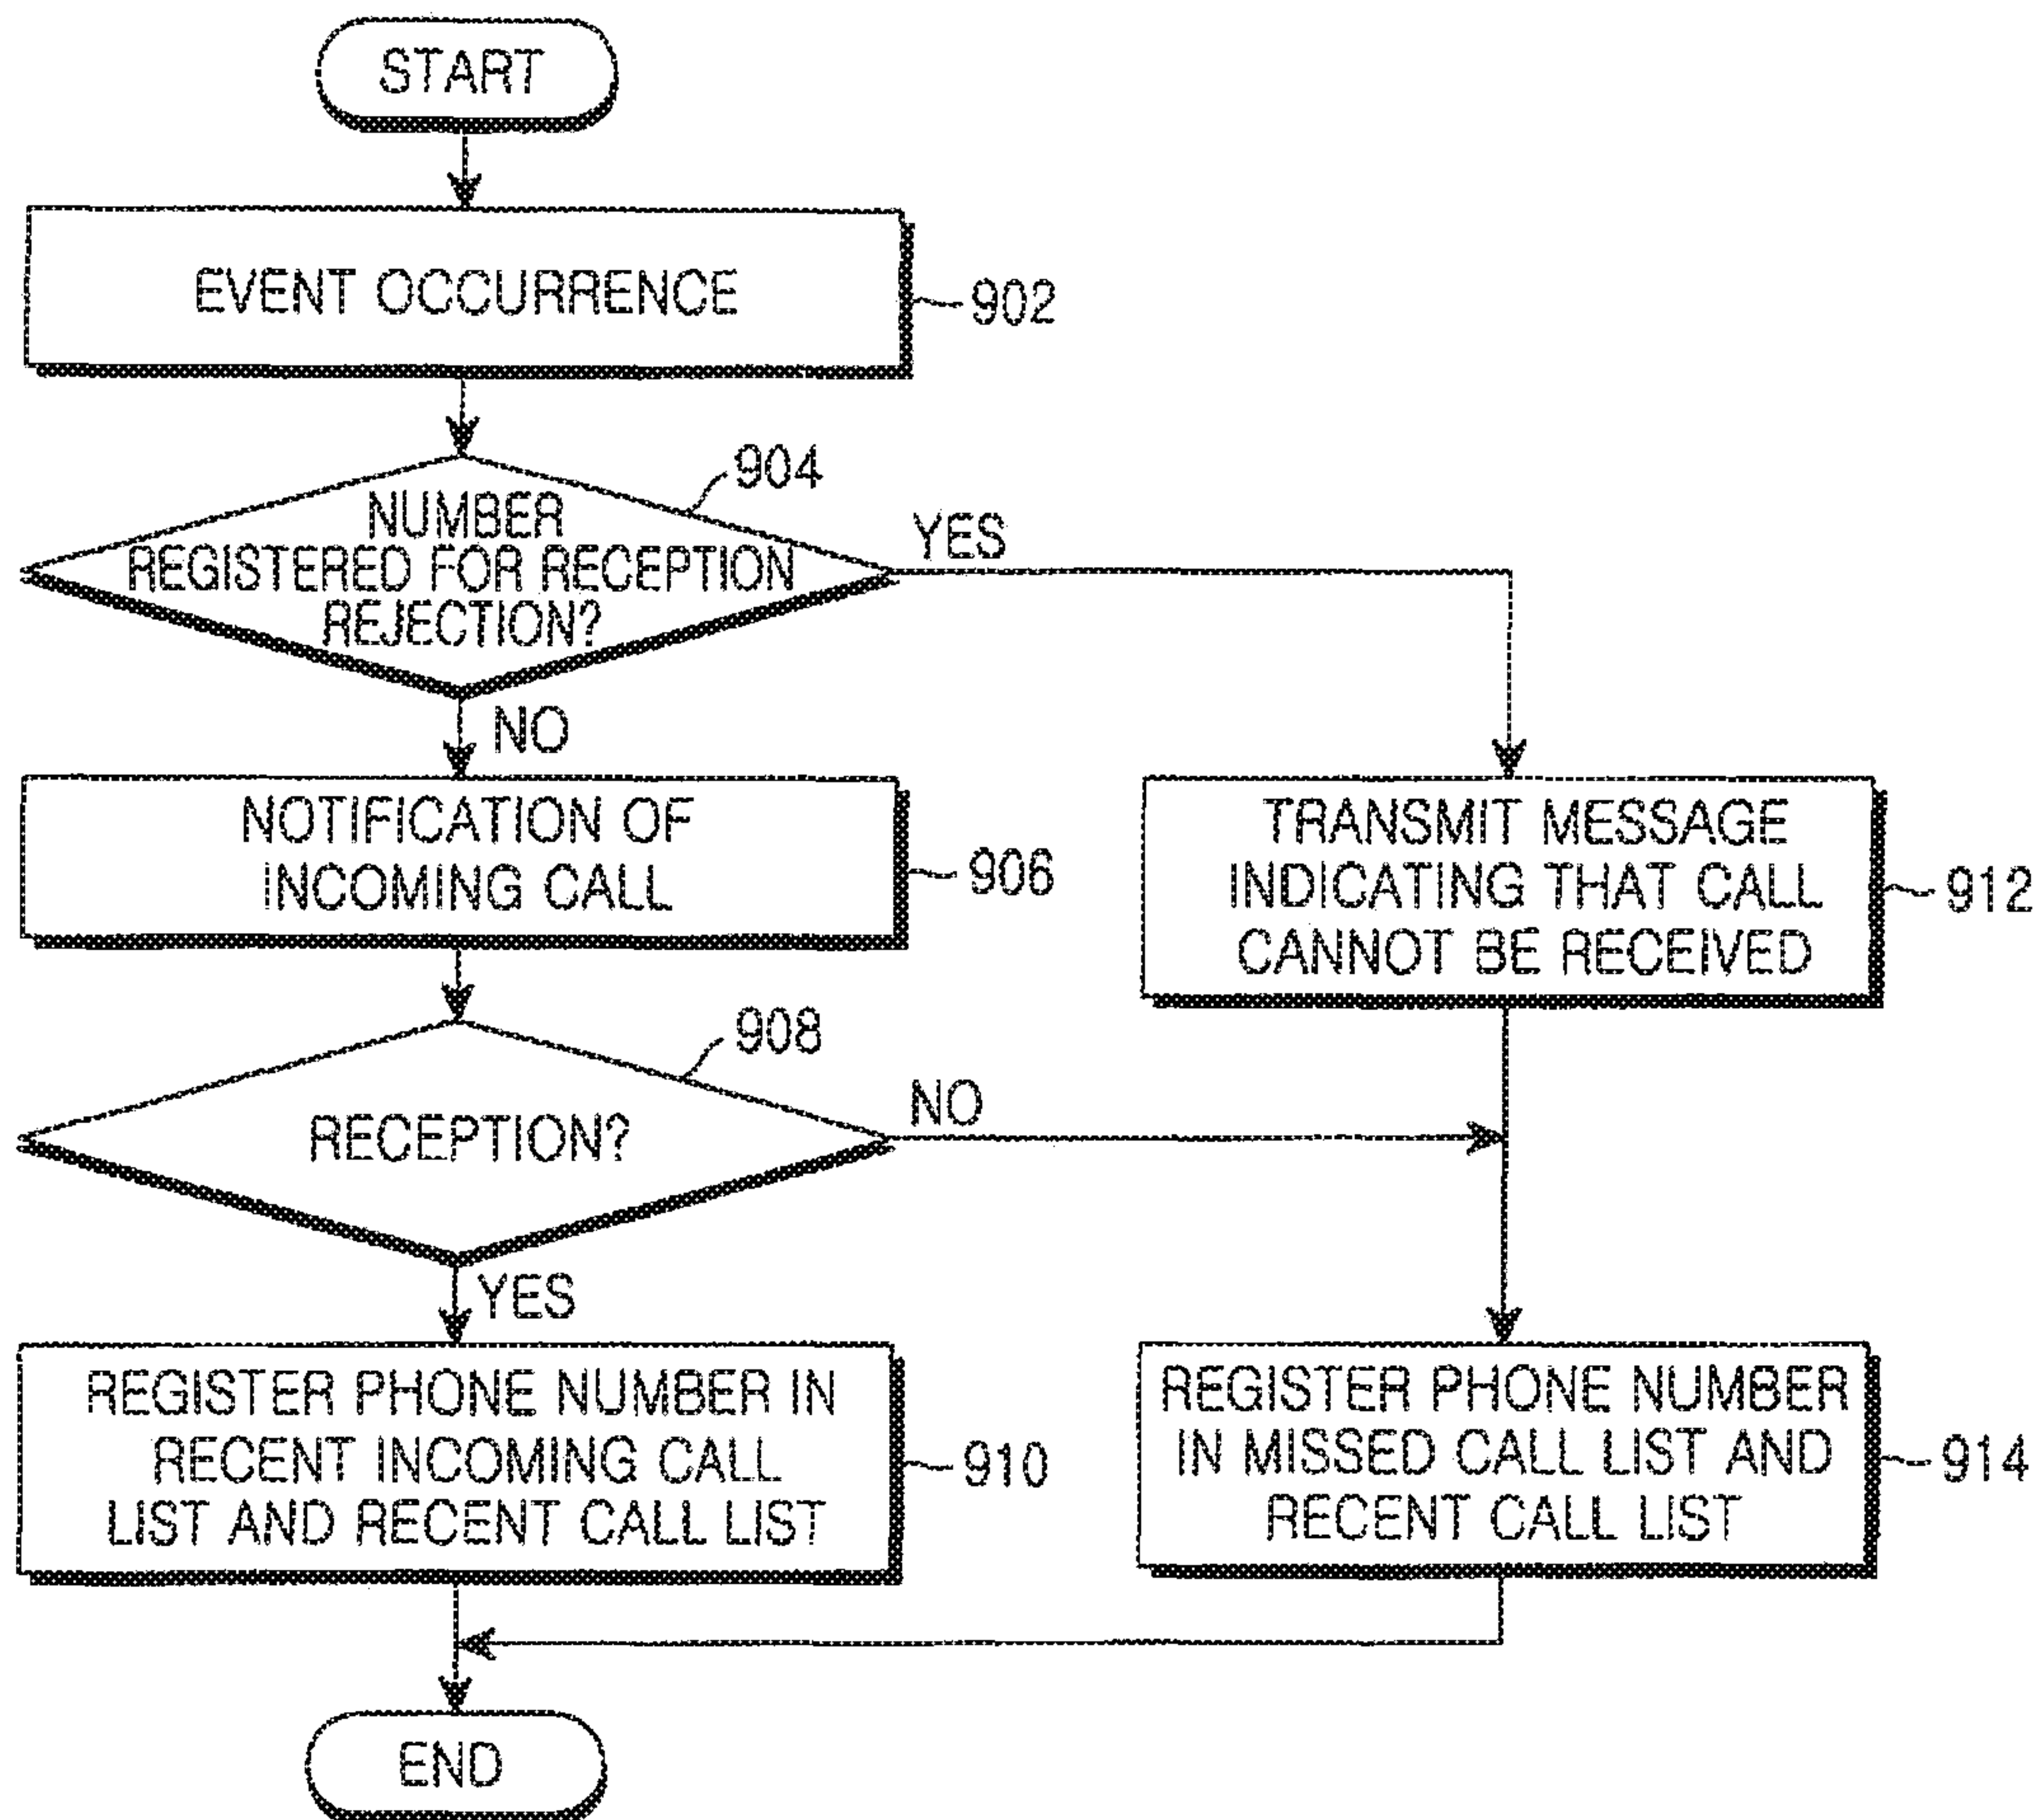 START
EVENT OCCURRENCE
902
904
NUMBER
REGISTERED FOR RECEPTION
REJECTION?
YES
NO
NOTIFICATION OF
INCOMING CALL
906
TRANSMIT MESSAGE
INDICATING THAT CALL
CANNOT BE RECEIVED
912
908
RECEPTION?
NO
YES
REGISTER PHONE NUMBER IN
RECENT INCOMING CALL
LIST AND RECENT CALL LIST
910
REGISTER PHONE NUMBER
IN MISSED CALL LIST AND
RECENT CALL LIST
914
END